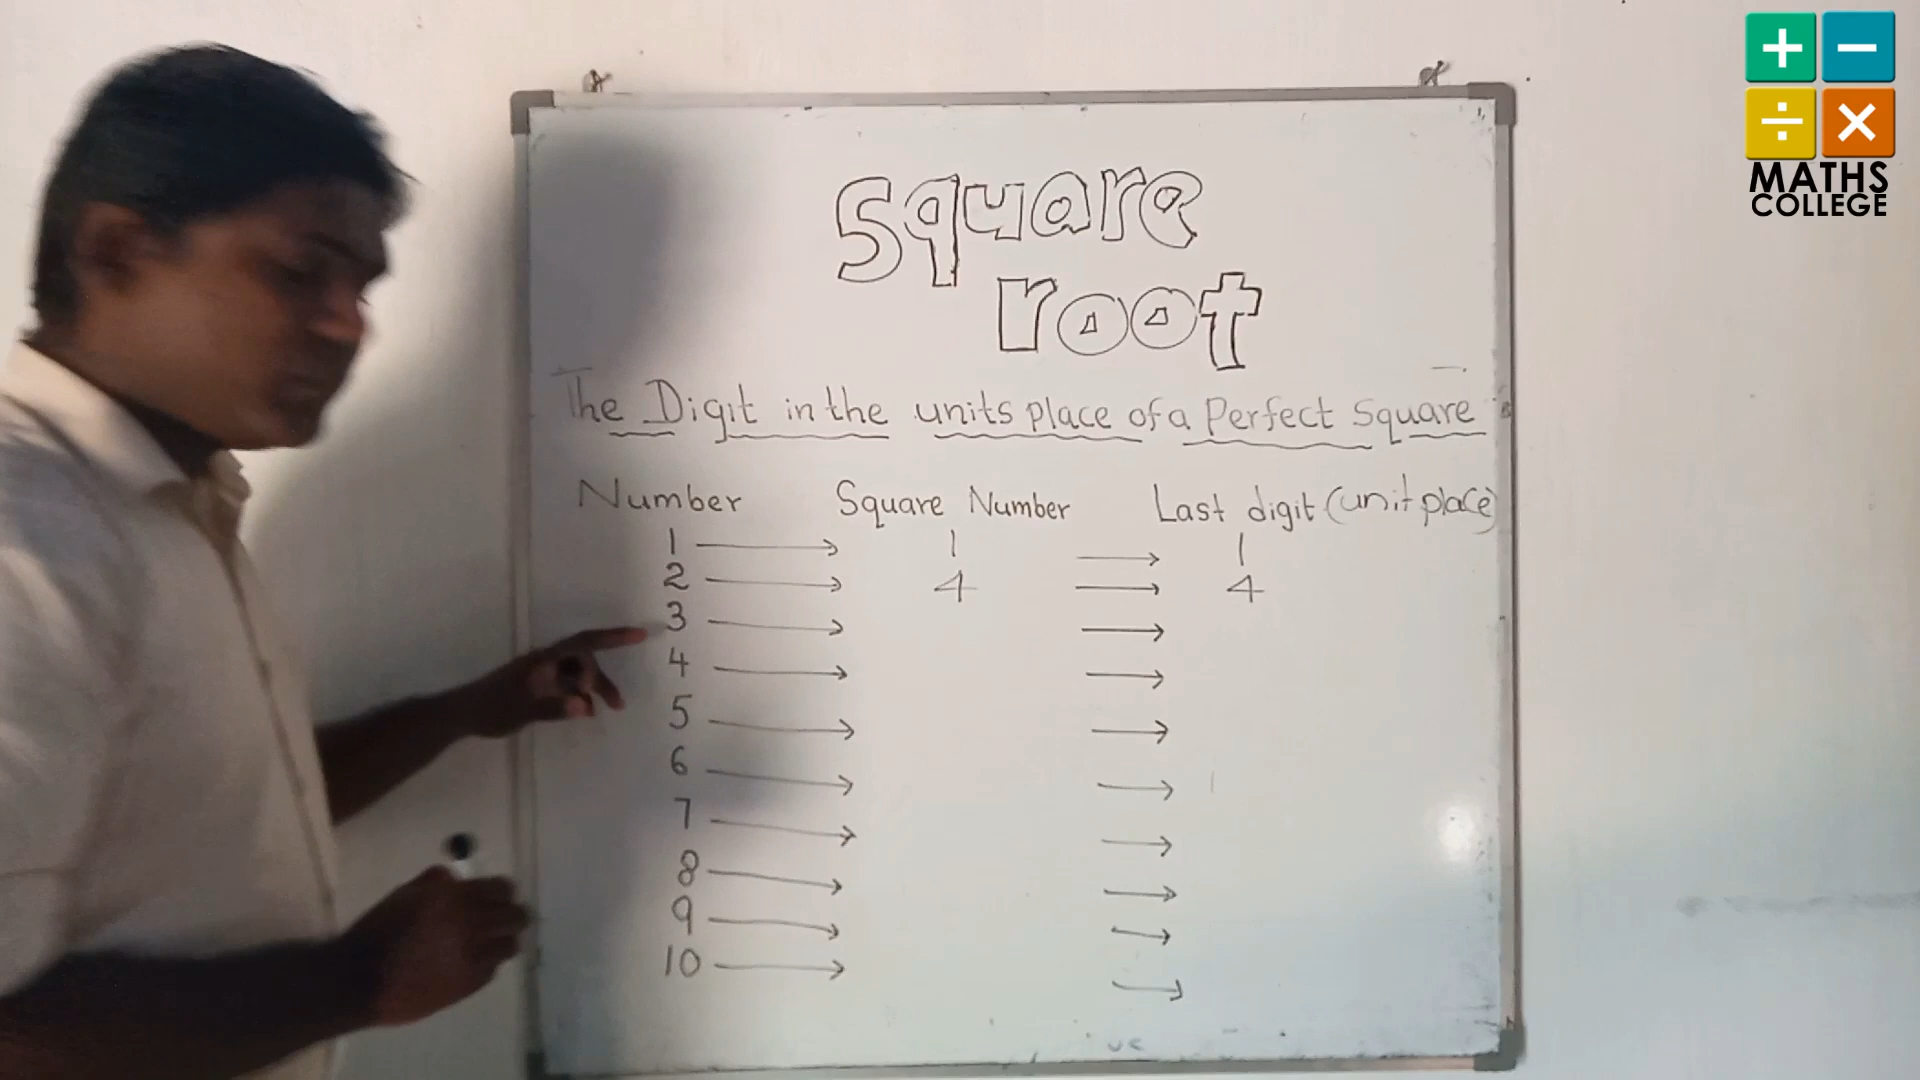 + −
÷ ×
MATHS
COLLEGE
Square
root
The Digit in the units place of a Perfect Square
Number Square Number Last digit (unit place)
1 → 1 → 1
2 → 4 → 4
3 → →
4 → →
5 → →
6 → →
7 → →
8 → →
9 → →
10 → →